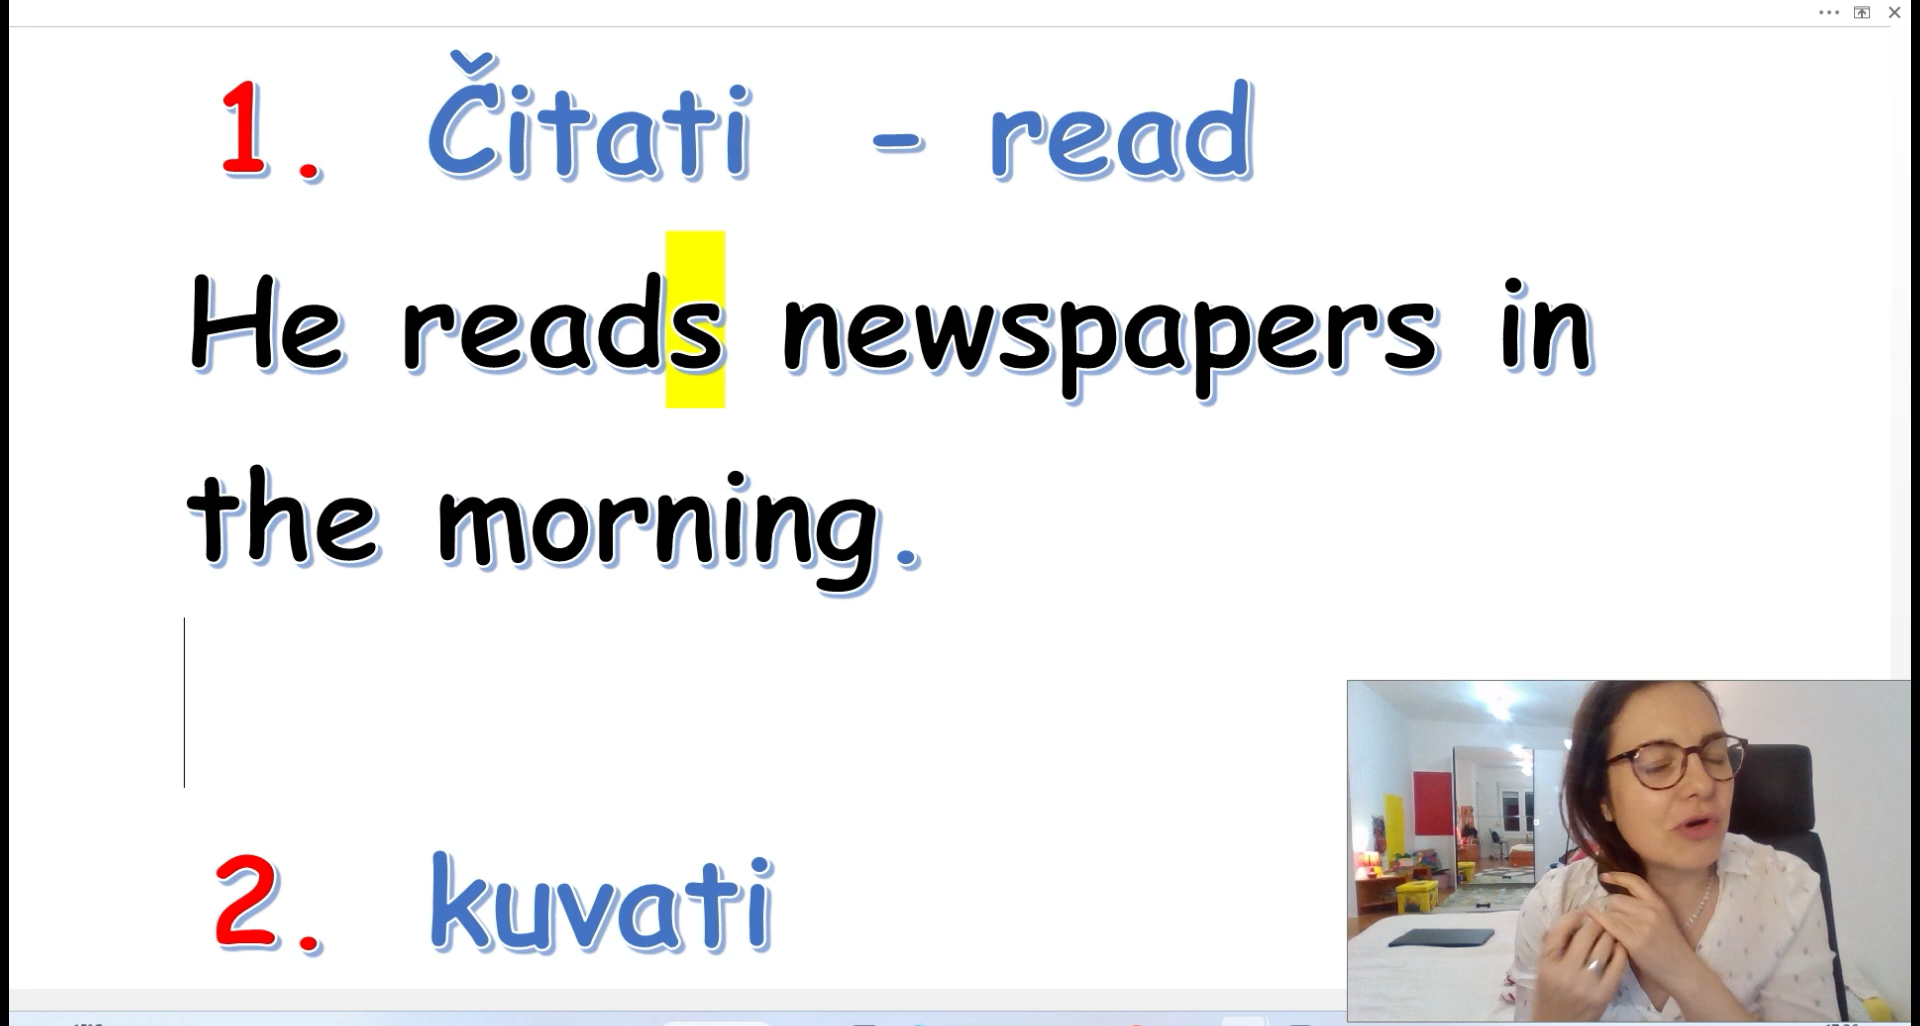 1. Čitati - read
He reads newspapers in
the morning.
2. kuvati